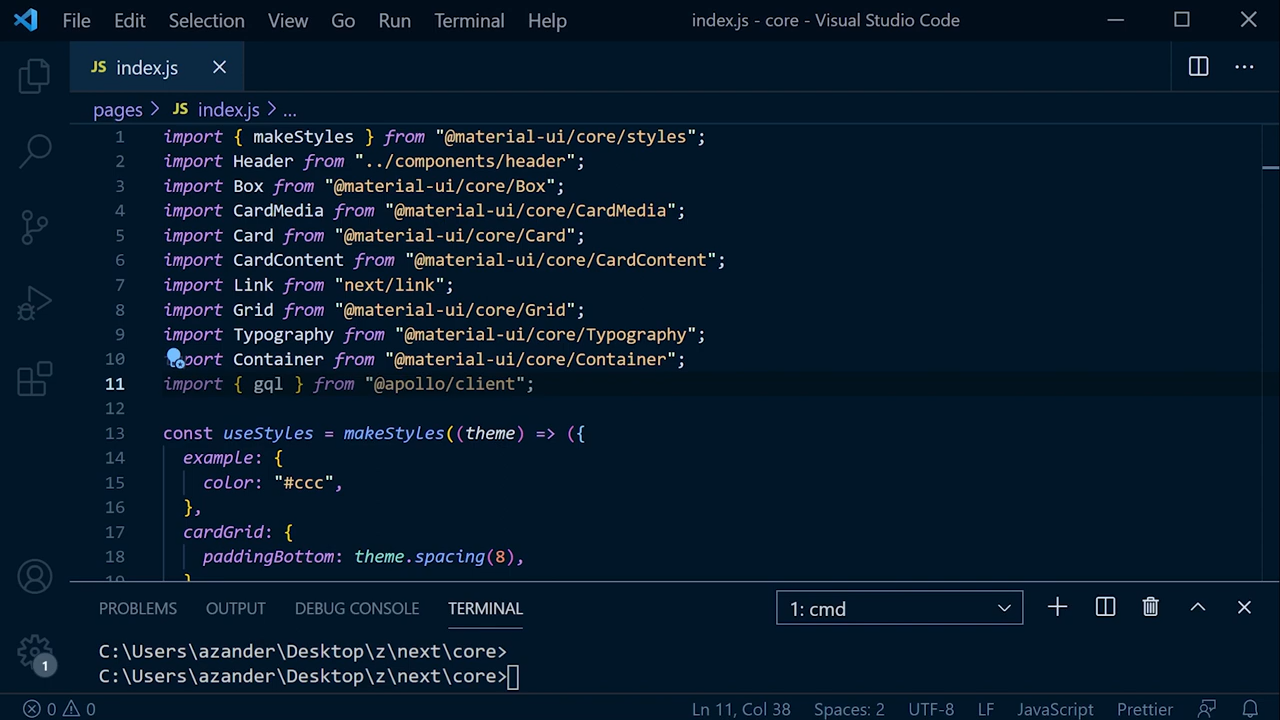 File Edit Selection View Go Run Terminal Help index.js - core - Visual Studio Code
JS index.js
pages > JS index.js > ...
1 import { makeStyles } from "@material-ui/core/styles";
2 import Header from "../components/header";
3 import Box from "@material-ui/core/Box";
4 import CardMedia from "@material-ui/core/CardMedia";
5 import Card from "@material-ui/core/Card";
6 import CardContent from "@material-ui/core/CardContent";
7 import Link from "next/link";
8 import Grid from "@material-ui/core/Grid";
9 import Typography from "@material-ui/core/Typography";
10 import Container from "@material-ui/core/Container";
11 import { gql } from "@apollo/client";
12
13 const useStyles = makeStyles((theme) => ({
14 example: {
15 color: "#ccc",
16 },
17 cardGrid: {
18 paddingBottom: theme.spacing(8),
PROBLEMS OUTPUT DEBUG CONSOLE TERMINAL 1: cmd
C:\Users\azander\Desktop\z\next\core>
C:\Users\azander\Desktop\z\next\core>
1
0 0 Ln 11, Col 38 Spaces: 2 UTF-8 LF JavaScript Prettier